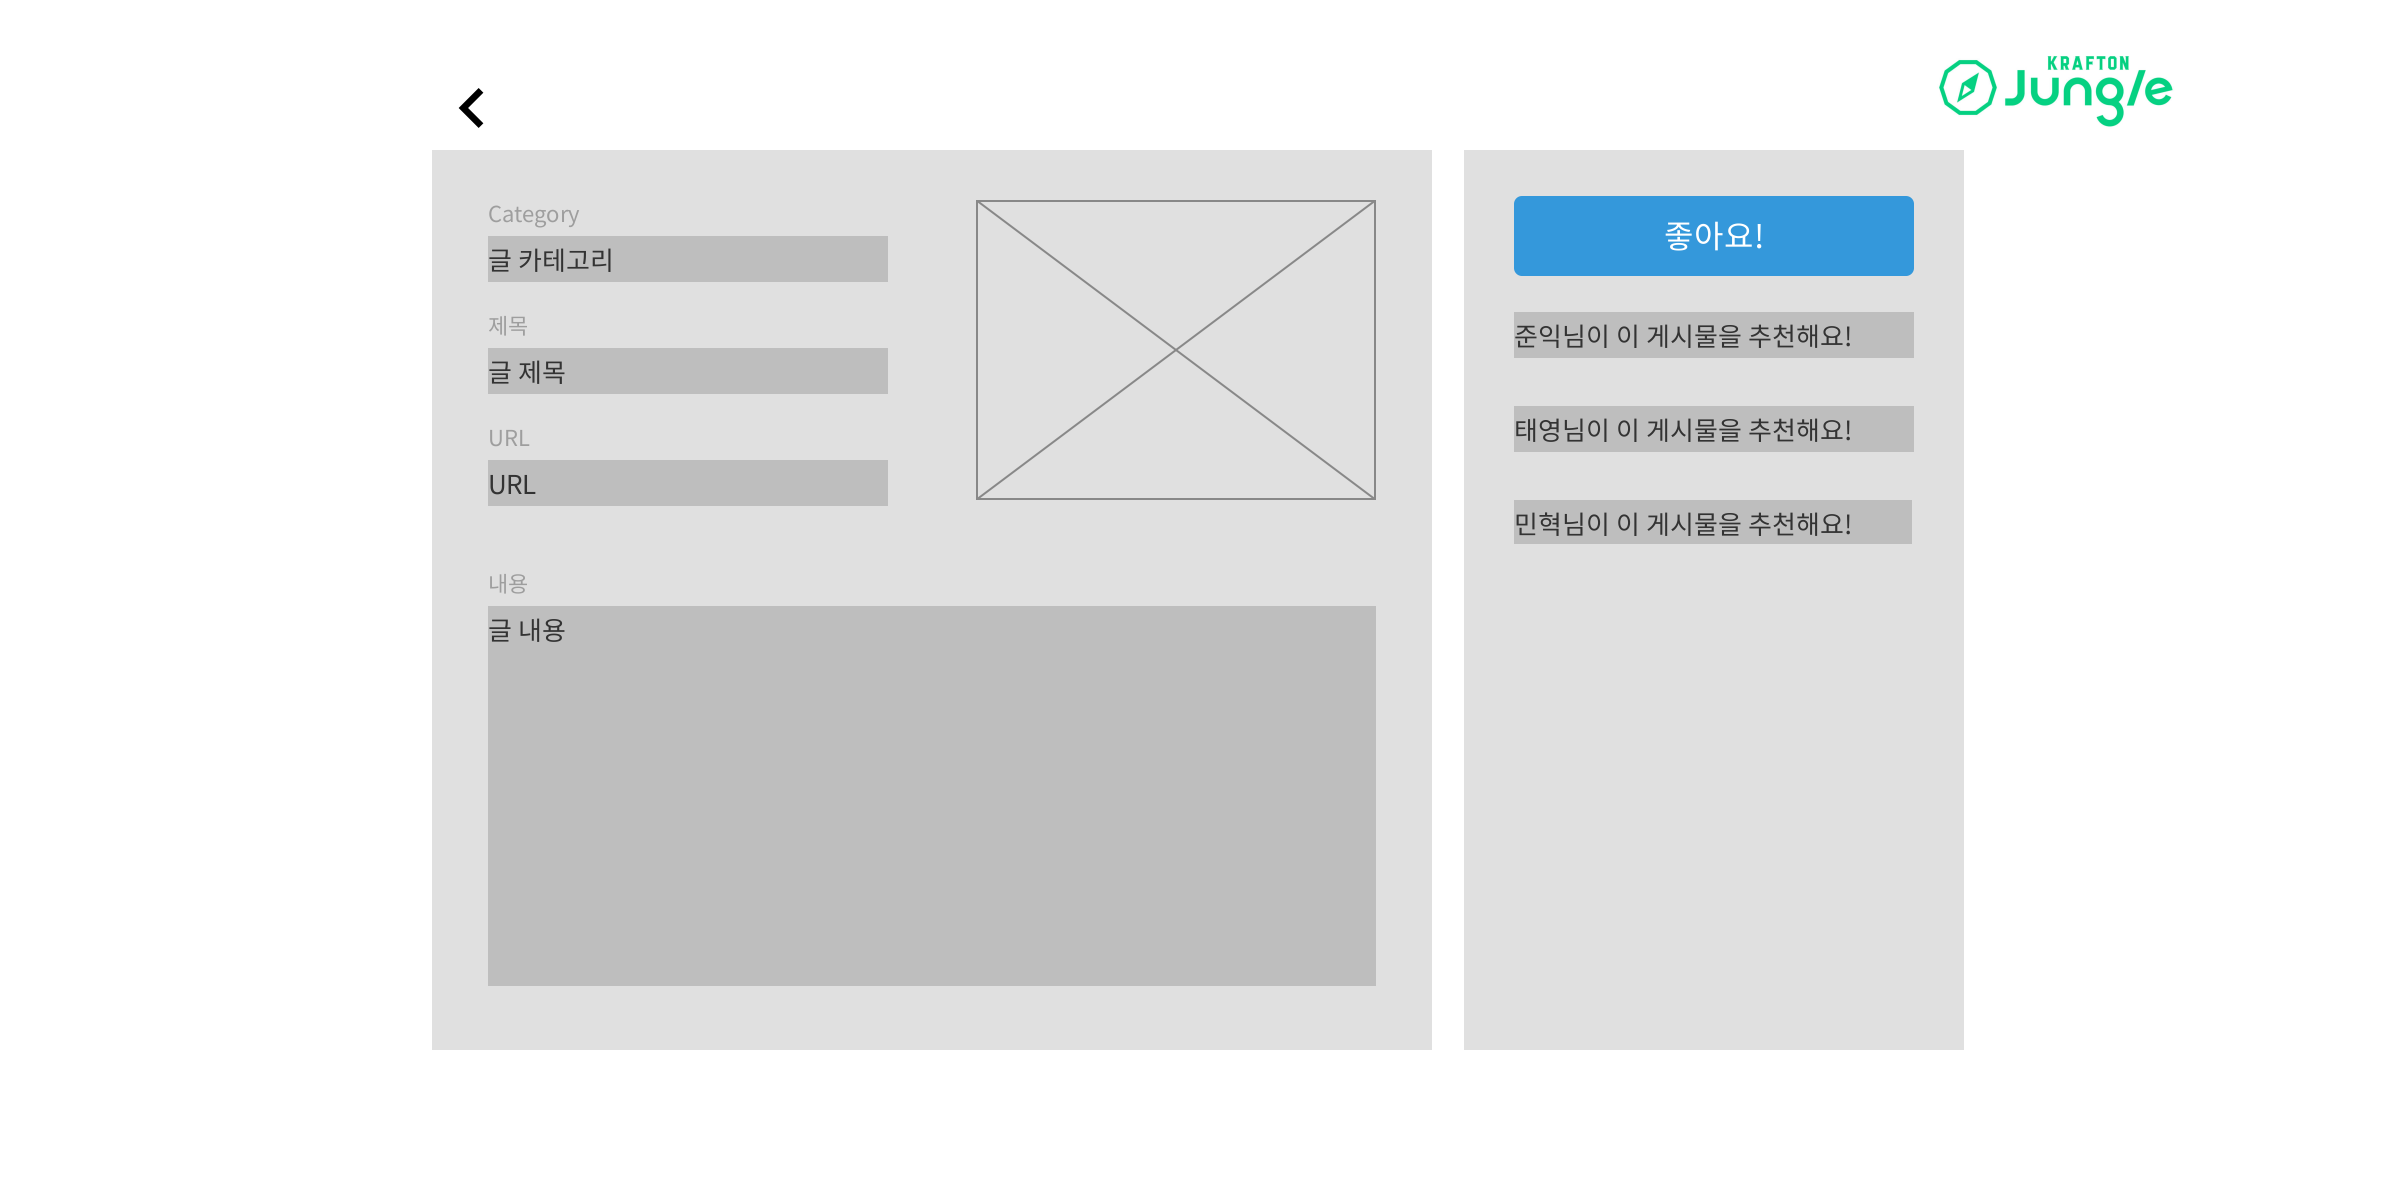 KRAFTON
Jungle
Category
글 카테고리
제목
글 제목
URL
URL
내용
글 내용
좋아요!
준익님이 이 게시물을 추천해요!
태영님이 이 게시물을 추천해요!
민혁님이 이 게시물을 추천해요!